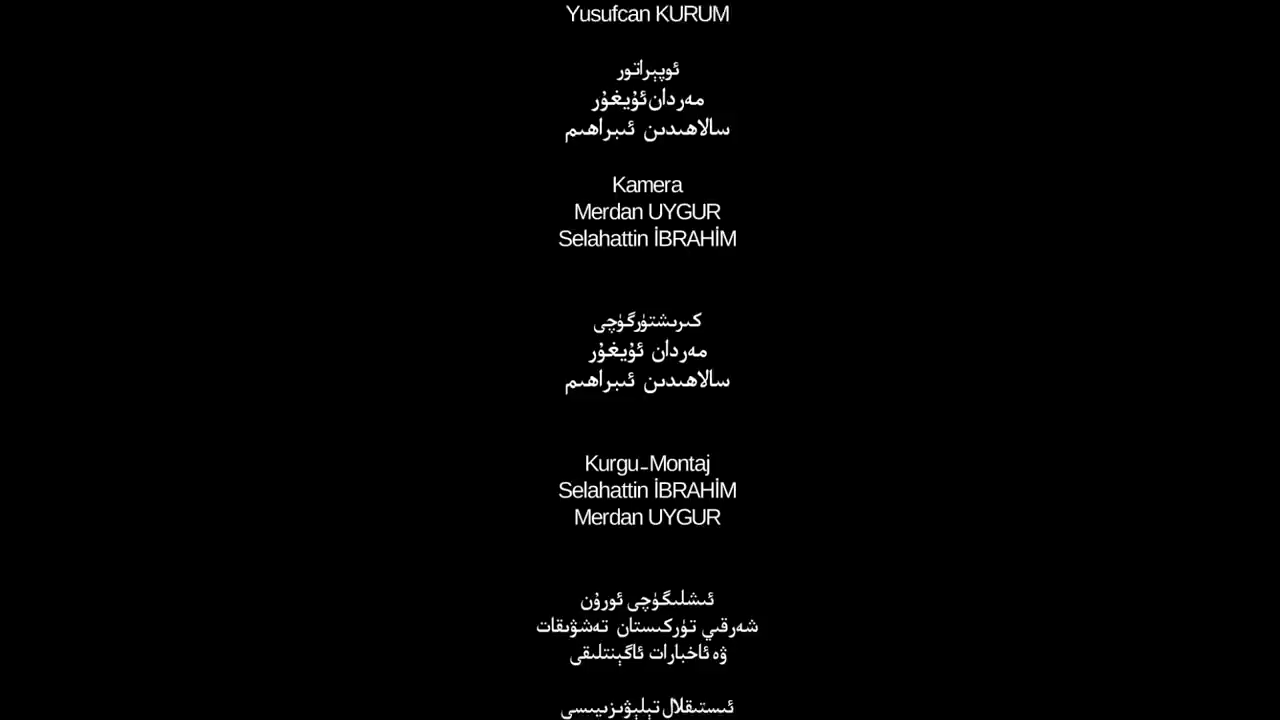 Yusufcan KURUM
ئوپېراتور
مەردان ئۇيغۇر
سالاھىدىن ئىبراھىم
Kamera
Merdan UYGUR
Selahattin İBRAHİM
كىرىشتۈرگۈچى
مەردان ئۇيغۇر
سالاھىدىن ئىبراھىم
Kurgu-Montaj
Selahattin İBRAHİM
Merdan UYGUR
ئىشلىگۈچى ئورۇن
شەرقىي تۈركىستان تەشۋىقات
ۋە ئاخبارات ئاگېنتلىقى
ئىستىقلال تېلېۋىزىيىسى